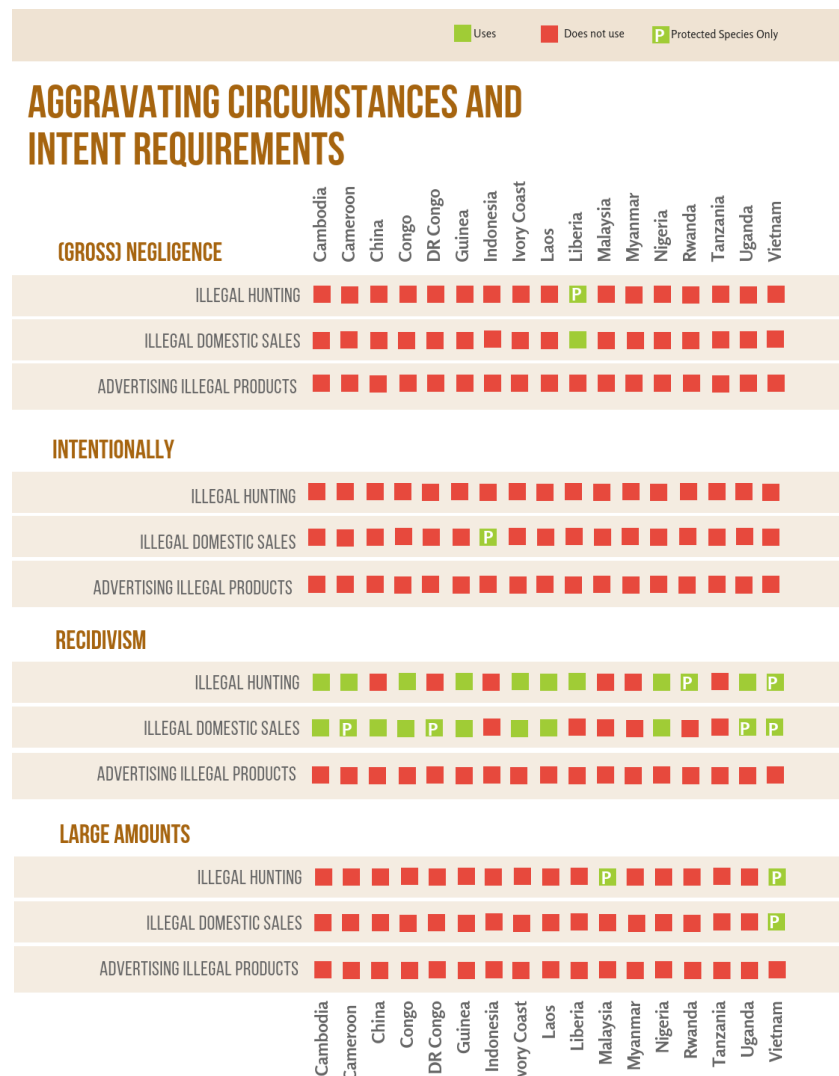 Uses Does not use P Protected Species Only
AGGRAVATING CIRCUMSTANCES AND
INTENT REQUIREMENTS
Cambodia
Cameroon
China
Congo
DR Congo
Guinea
Indonesia
Ivory Coast
Laos
Liberia
Malaysia
Myanmar
Nigeria
Rwanda
Tanzania
Uganda
Vietnam
(GROSS) NEGLIGENCE
ILLEGAL HUNTING P
ILLEGAL DOMESTIC SALES
ADVERTISING ILLEGAL PRODUCTS
INTENTIONALLY
ILLEGAL HUNTING
ILLEGAL DOMESTIC SALES P
ADVERTISING ILLEGAL PRODUCTS
RECIDIVISM
ILLEGAL HUNTING P P
ILLEGAL DOMESTIC SALES P P P P
ADVERTISING ILLEGAL PRODUCTS
LARGE AMOUNTS
ILLEGAL HUNTING P P
ILLEGAL DOMESTIC SALES P
ADVERTISING ILLEGAL PRODUCTS
Cambodia
Cameroon
China
Congo
DR Congo
Guinea
Indonesia
vory Coast
Laos
Liberia
Malaysia
Myanmar
Nigeria
Rwanda
Tanzania
Uganda
Vietnam